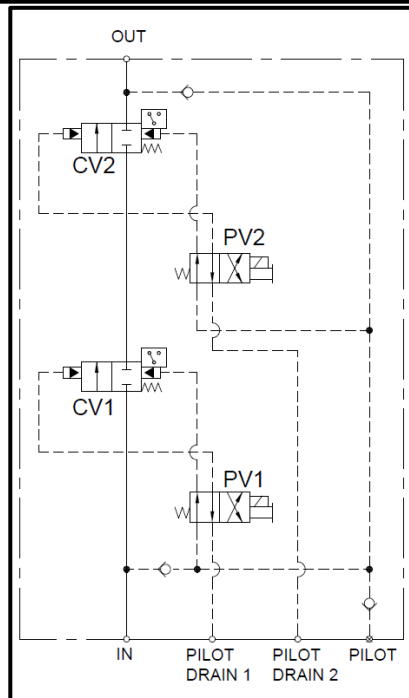 OUT
CV2
PV2
CV1
PV1
IN
PILOT
DRAIN 1
PILOT
DRAIN 2
PILOT